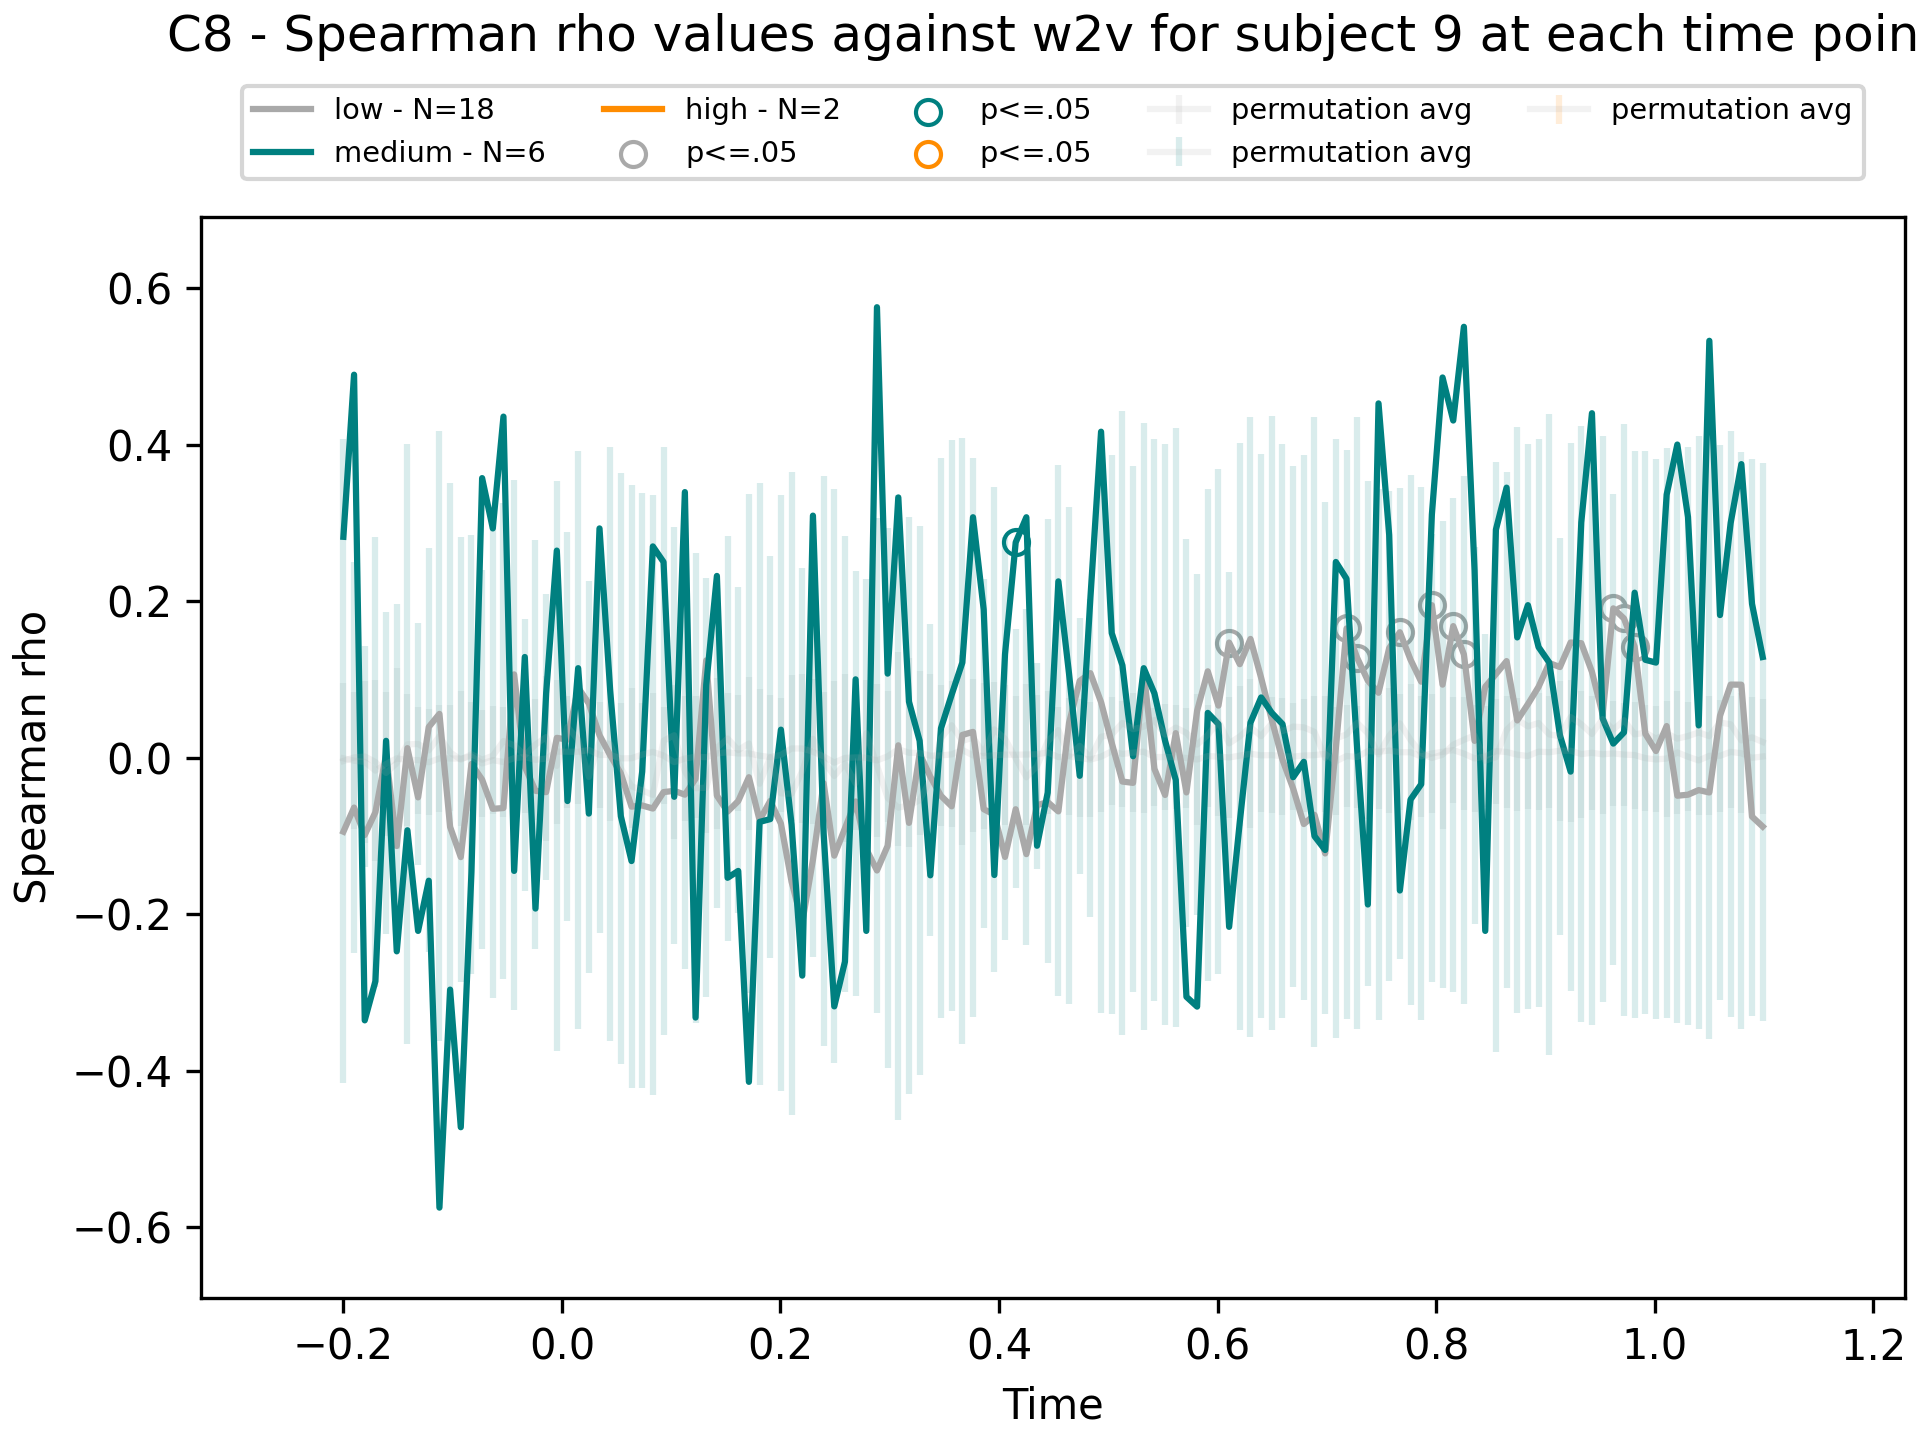 C8 - Spearman rho values against w2v for subject 9 at each time poin
low - N=18
medium - N=6
high - N=2
p<=.05
p<=.05
p<=.05
permutation avg
permutation avg
permutation avg
Spearman rho
0.6
0.4
0.2
0.0
−0.2
−0.4
−0.6
−0.2 0.0 0.2 0.4 0.6 0.8 1.0 1.2
Time